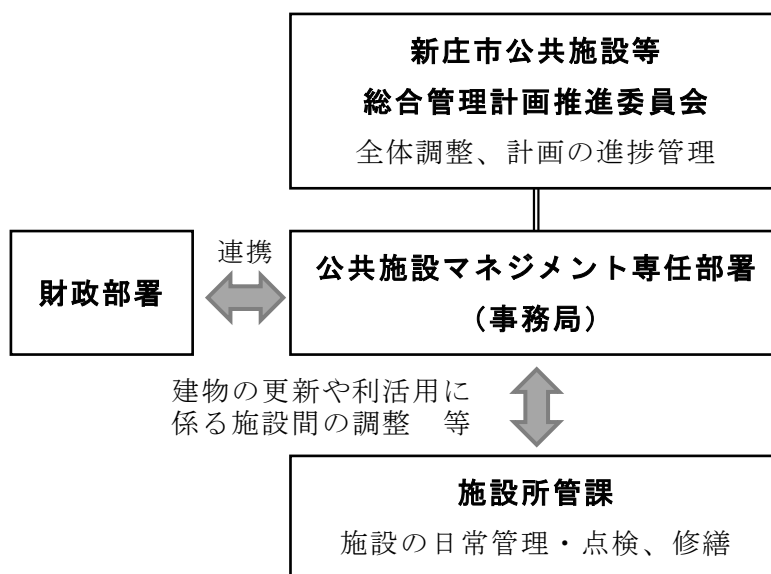 新庄市公共施設等
総合管理計画推進委員会
全体調整、計画の進捗管理
財政部署
連携
公共施設マネジメント専任部署
（事務局）
建物の更新や利活用に
係る施設間の調整　等
施設所管課
施設の日常管理・点検、修繕